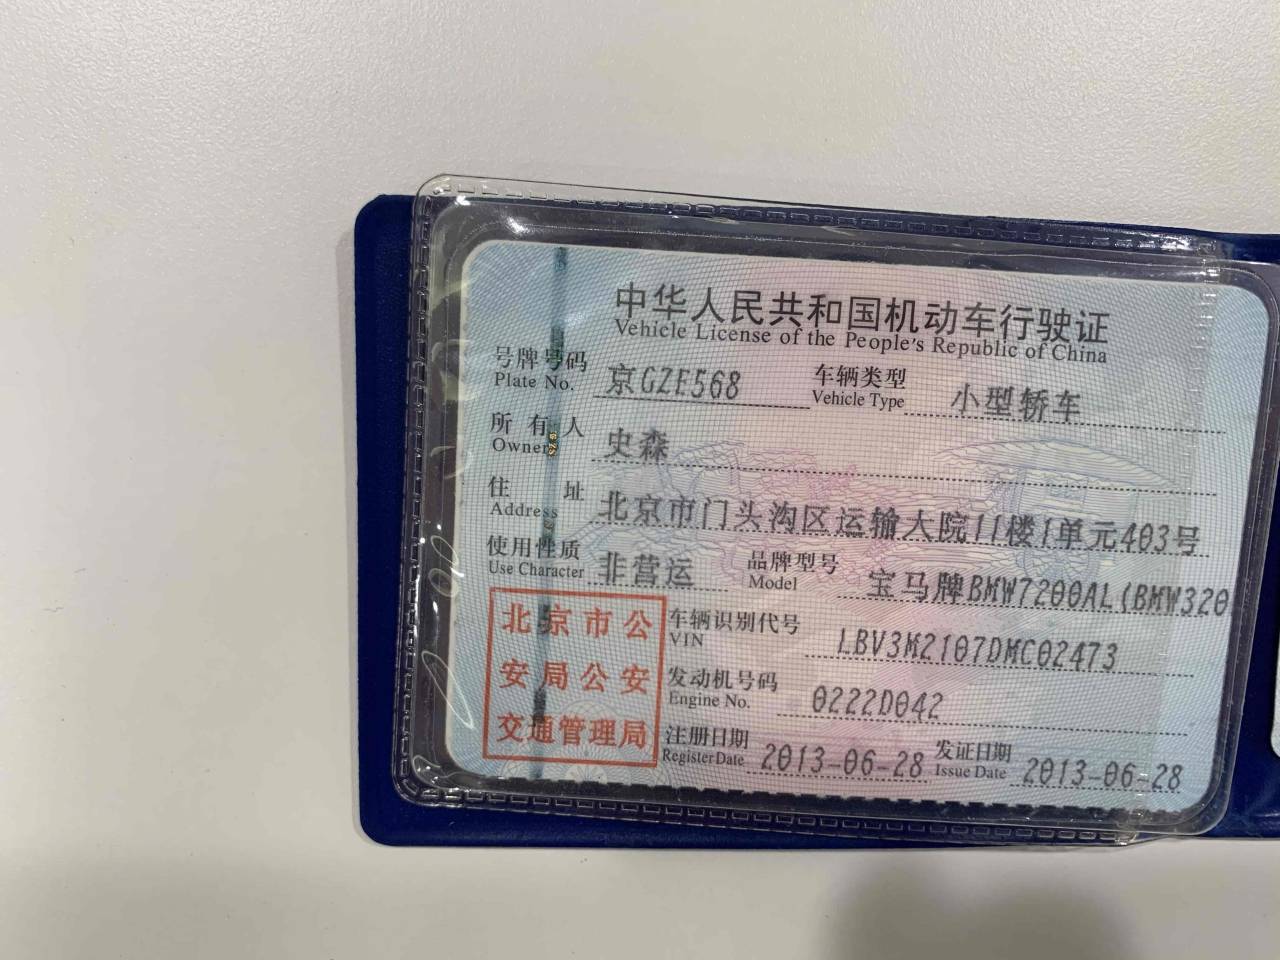 中华人民共和国机动车行驶证
Vehicle License of the People's Republic of China
号牌号码 京GZE568 车辆类型 小型轿车
Plate No. Vehicle Type
所有人 史森
Owner
住址 北京市门头沟区运输大院11楼1单元403号
Address
使用性质 非营运 品牌型号 宝马牌BMW7200AL(BMW320
Use Character Model
北京市公
安局公安
交通管理局
车辆识别代号 LBV3M2107DMC02473
VIN
发动机号码 0222D042
Engine No.
注册日期 2013-06-28 发证日期 2013-06-28
Register Date Issue Date